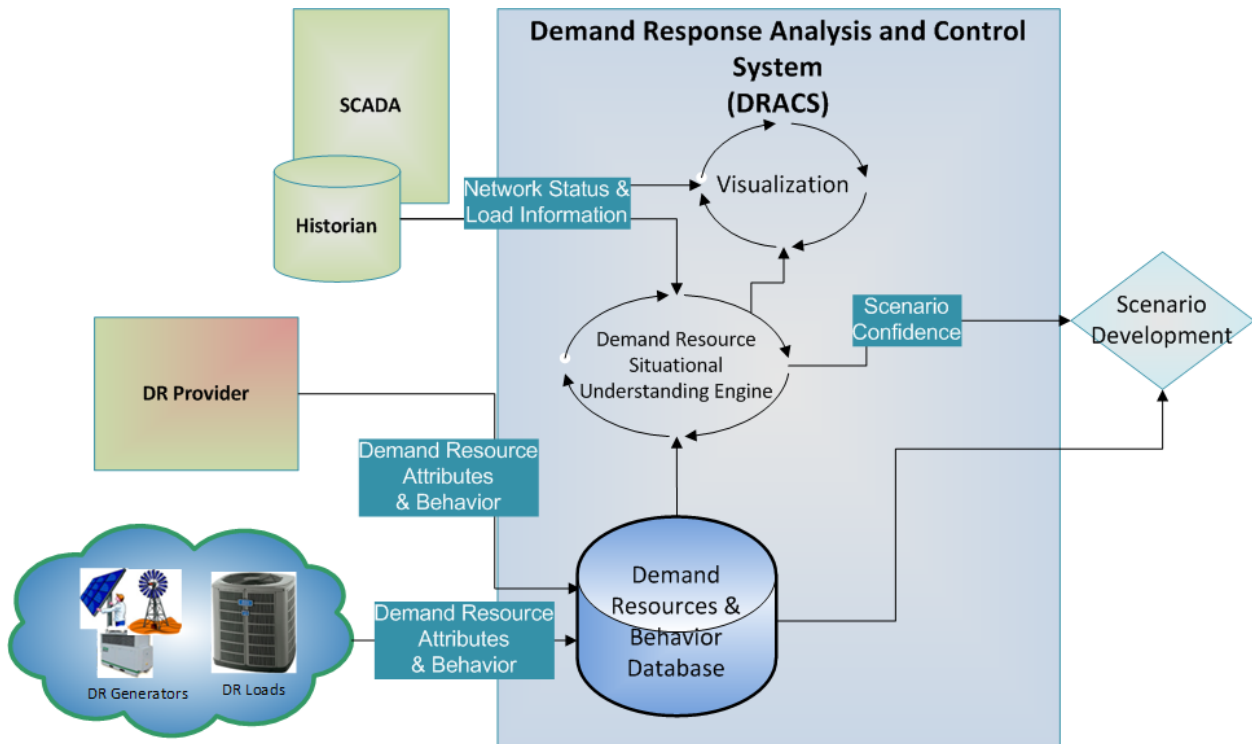 Demand Response Analysis and Control
System
(DRACS)
SCADA
Historian
Network Status &
Load Information
Visualization
Demand Resource
Situational
Understanding Engine
Scenario
Confidence
Scenario
Development
DR Provider
Demand Resource
Attributes
& Behavior
Demand Resource
Attributes
& Behavior
Demand
Resources &
Behavior
Database
DR Generators
DR Loads